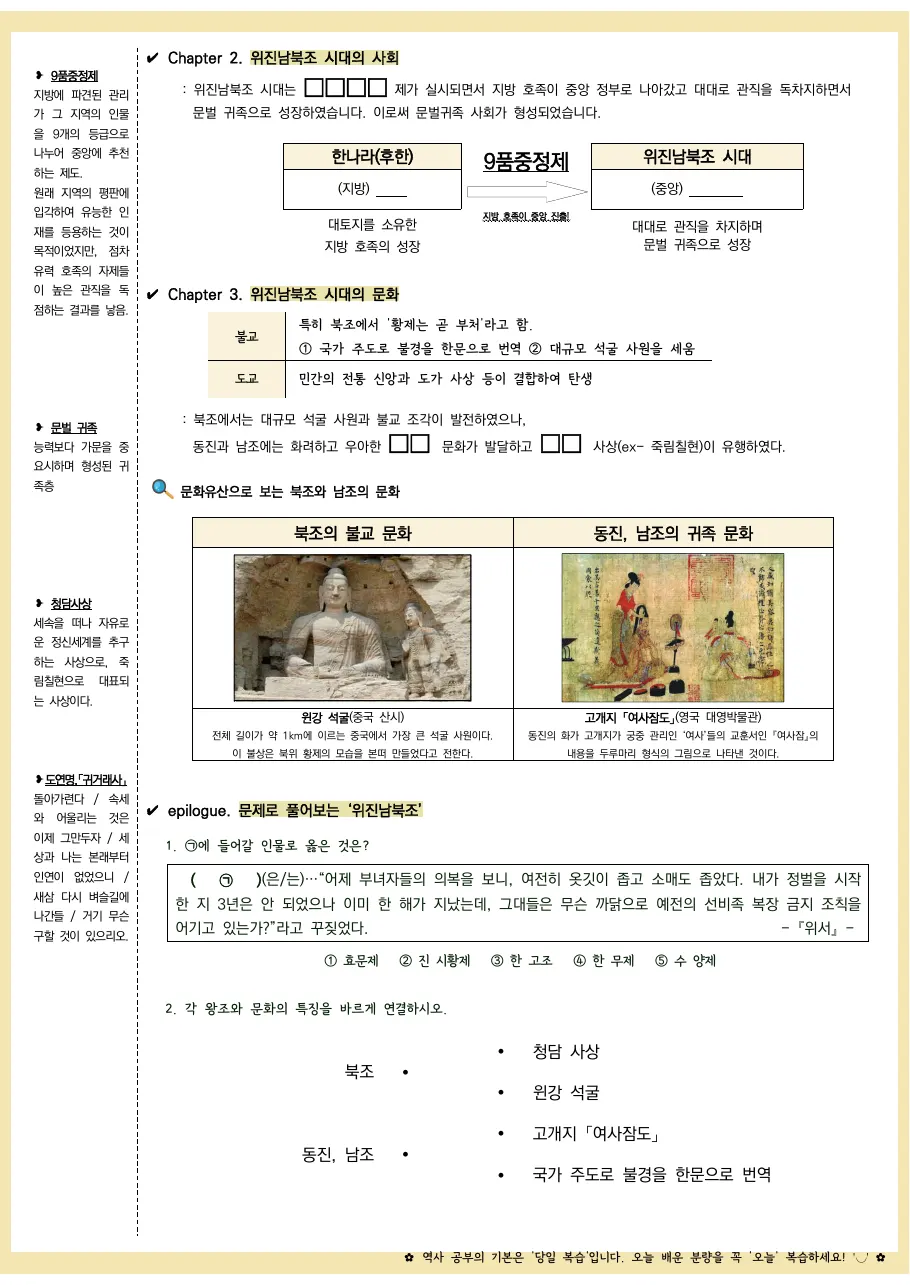 ❥ 9품중정제
지방에 파견된 관리
가 그 지역의 인물
을 9개의 등급으로
나누어 중앙에 추천
하는 제도.
원래 지역의 평판에
입각하여 유능한 인
재를 등용하는 것이
목적이었지만, 점차
유력 호족의 자제들
이 높은 관직을 독
점하는 결과를 낳음.
❥ 문벌 귀족
능력보다 가문을 중
요시하며 형성된 귀
족층
❥ 청담사상
세속을 떠나 자유로
운 정신세계를 추구
하는 사상으로, 죽
림칠현으로 대표되
는 사상이다.
❥도연명,「귀거래사」
돌아가련다 / 속세
와 어울리는 것은
이제 그만두자 / 세
상과 나는 본래부터
인연이 없었으니 /
새삼 다시 벼슬길에
나간들 / 거기 무슨
구할 것이 있으리오.
✔ Chapter 2. 위진남북조 시대의 사회
: 위진남북조 시대는 □□□□ 제가 실시되면서 지방 호족이 중앙 정부로 나아갔고 대대로 관직을 독차지하면서
문벌 귀족으로 성장하였습니다. 이로써 문벌귀족 사회가 형성되었습니다.
한나라(후한)
(지방) ____
대토지를 소유한
지방 호족의 성장
9품중정제
지방 호족이 중앙 진출!
위진남북조 시대
(중앙) _______
대대로 관직을 차지하며
문벌 귀족으로 성장
✔ Chapter 3. 위진남북조 시대의 문화
불교
특히 북조에서 '황제는 곧 부처'라고 함.
① 국가 주도로 불경을 한문으로 번역 ② 대규모 석굴 사원을 세움
도교
민간의 전통 신앙과 도가 사상 등이 결합하여 탄생
: 북조에서는 대규모 석굴 사원과 불교 조각이 발전하였으나,
동진과 남조에는 화려하고 우아한 □□ 문화가 발달하고 □□ 사상(ex- 죽림칠현)이 유행하였다.
문화유산으로 보는 북조와 남조의 문화
북조의 불교 문화
윈강 석굴(중국 산시)
전체 길이가 약 1km에 이르는 중국에서 가장 큰 석굴 사원이다.
이 불상은 북위 황제의 모습을 본떠 만들었다고 전한다.
동진, 남조의 귀족 문화
고개지「여사잠도」(영국 대영박물관)
동진의 화가 고개지가 궁중 관리인 '여사'들의 교훈서인『여사잠』의
내용을 두루마리 형식의 그림으로 나타낸 것이다.
✔ epilogue. 문제로 풀어보는 '위진남북조'
1. ㉠에 들어갈 인물로 옳은 것은?
( ㉠ )(은/는)…"어제 부녀자들의 의복을 보니, 여전히 옷깃이 좁고 소매도 좁았다. 내가 정벌을 시작
한 지 3년은 안 되었으나 이미 한 해가 지났는데, 그대들은 무슨 까닭으로 예전의 선비족 복장 금지 조칙을
어기고 있는가?"라고 꾸짖었다. -『위서』-
① 효문제 ② 진 시황제 ③ 한 고조 ④ 한 무제 ⑤ 수 양제
2. 각 왕조와 문화의 특징을 바르게 연결하시오.
북조 •
동진, 남조 •
• 청담 사상
• 윈강 석굴
• 고개지「여사잠도」
• 국가 주도로 불경을 한문으로 번역
✿ 역사 공부의 기본은 '당일 복습'입니다. 오늘 배운 분량을 꼭 '오늘' 복습하세요! '◡' ✿